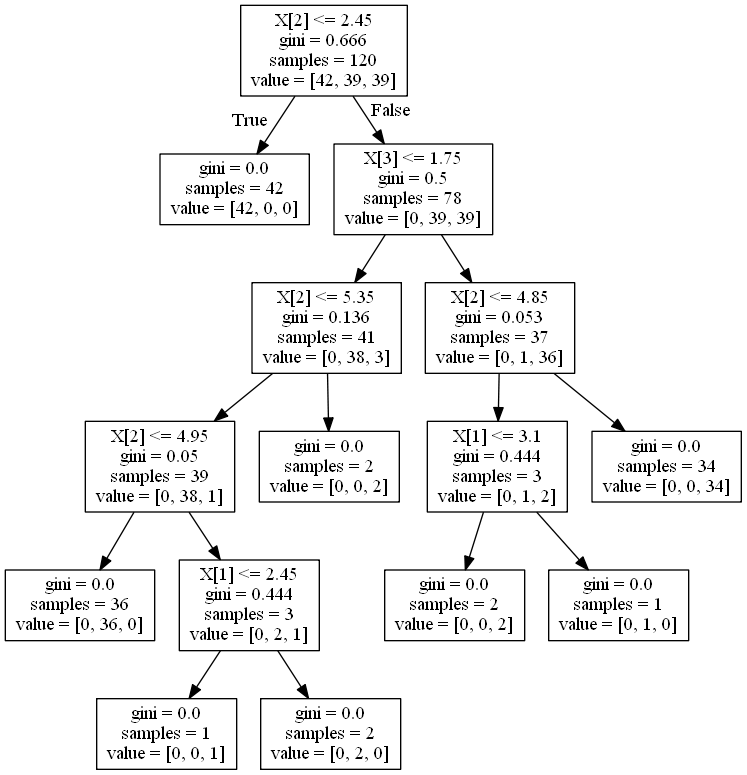 X[2] <= 2.45
gini = 0.666
samples = 120
value = [42, 39, 39]
True
False
gini = 0.0
samples = 42
value = [42, 0, 0]
X[3] <= 1.75
gini = 0.5
samples = 78
value = [0, 39, 39]
X[2] <= 5.35
gini = 0.136
samples = 41
value = [0, 38, 3]
X[2] <= 4.85
gini = 0.053
samples = 37
value = [0, 1, 36]
X[2] <= 4.95
gini = 0.05
samples = 39
value = [0, 38, 1]
gini = 0.0
samples = 2
value = [0, 0, 2]
X[1] <= 3.1
gini = 0.444
samples = 3
value = [0, 1, 2]
gini = 0.0
samples = 34
value = [0, 0, 34]
gini = 0.0
samples = 36
value = [0, 36, 0]
X[1] <= 2.45
gini = 0.444
samples = 3
value = [0, 2, 1]
gini = 0.0
samples = 2
value = [0, 0, 2]
gini = 0.0
samples = 1
value = [0, 1, 0]
gini = 0.0
samples = 1
value = [0, 0, 1]
gini = 0.0
samples = 2
value = [0, 2, 0]